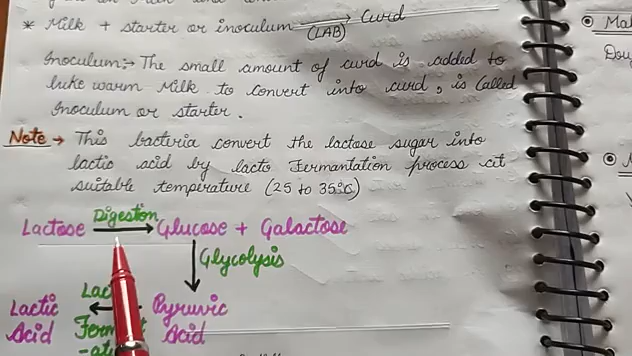 * Milk + starter or inoculum → Curd
(LAB)
Inoculum:- The small amount of curd is added to
luke warm Milk to convert into curd, is Called
Inoculum or starter.
Note → This bacteria convert the lactose sugar into
lactic acid by lacto Fermantation process at
suitable temperature (25 to 35°C)
Digestion
Lactose → Glucose + Galactose
↓ Glycolysis
Lactic ← Pyruvic
Acid Acid